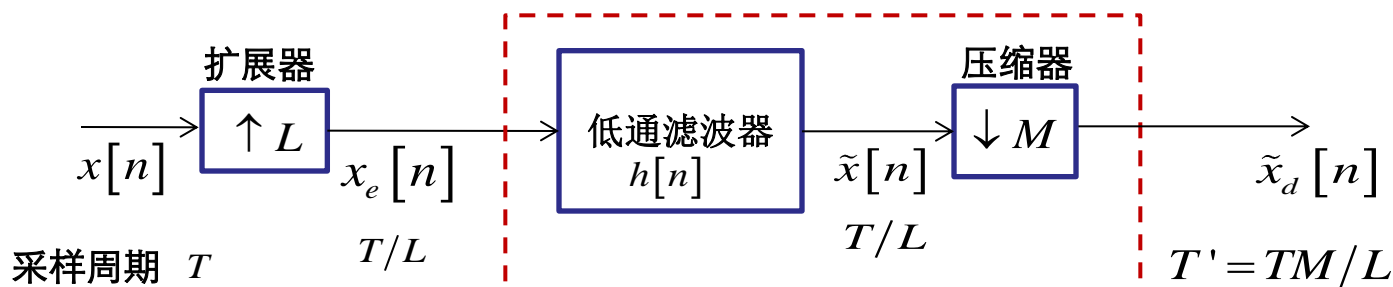 扩展器
压缩器
↑ L
低通滤波器
h[n]
↓ M
x[n]
x_e[n]
x̃[n]
x̃_d[n]
采样周期 T
T/L
T/L
T' = TM/L